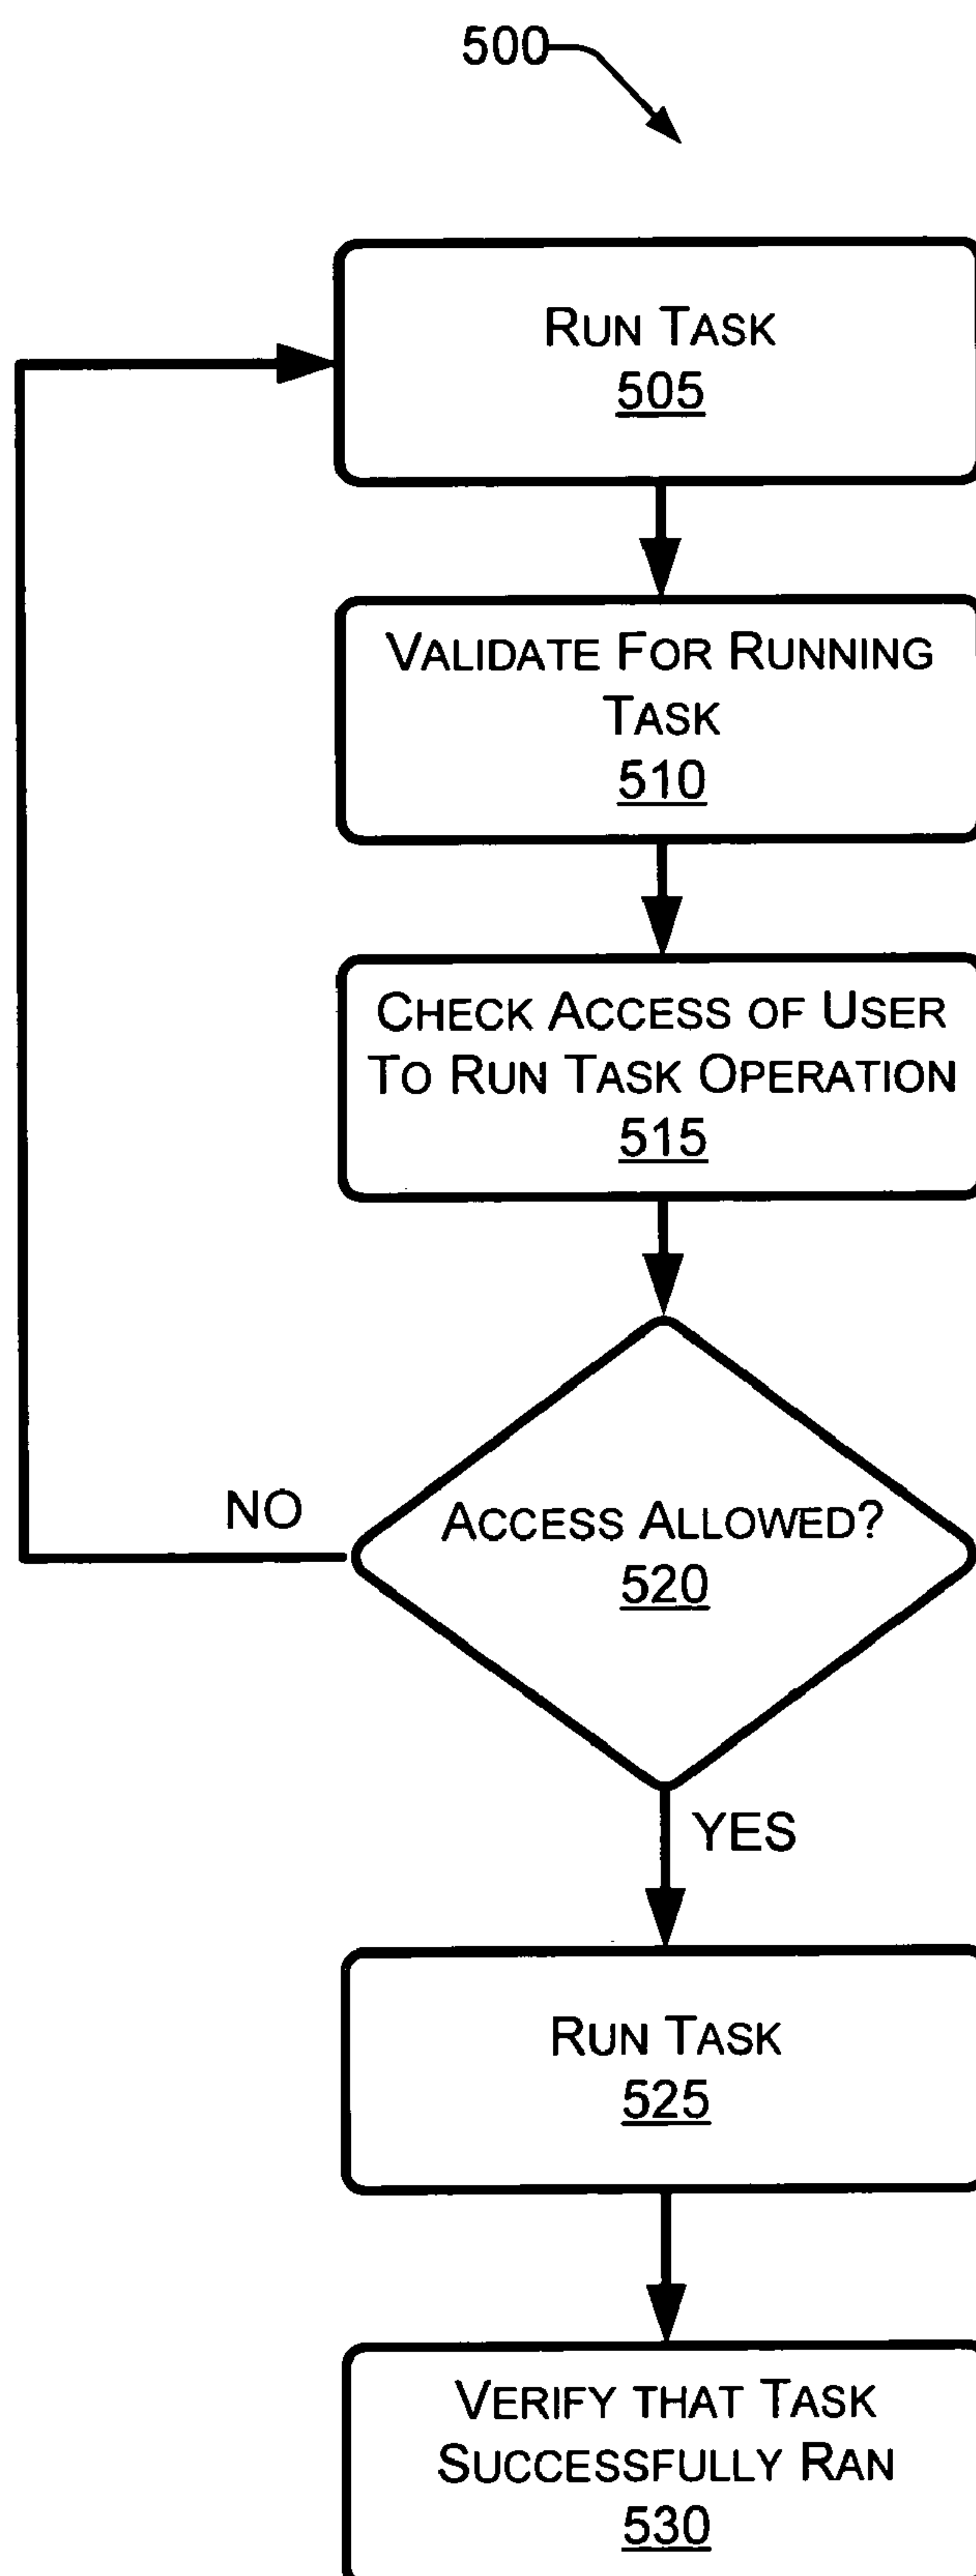 500
RUN TASK
505
VALIDATE FOR RUNNING
TASK
510
CHECK ACCESS OF USER
TO RUN TASK OPERATION
515
ACCESS ALLOWED?
520
NO
YES
RUN TASK
525
VERIFY THAT TASK
SUCCESSFULLY RAN
530